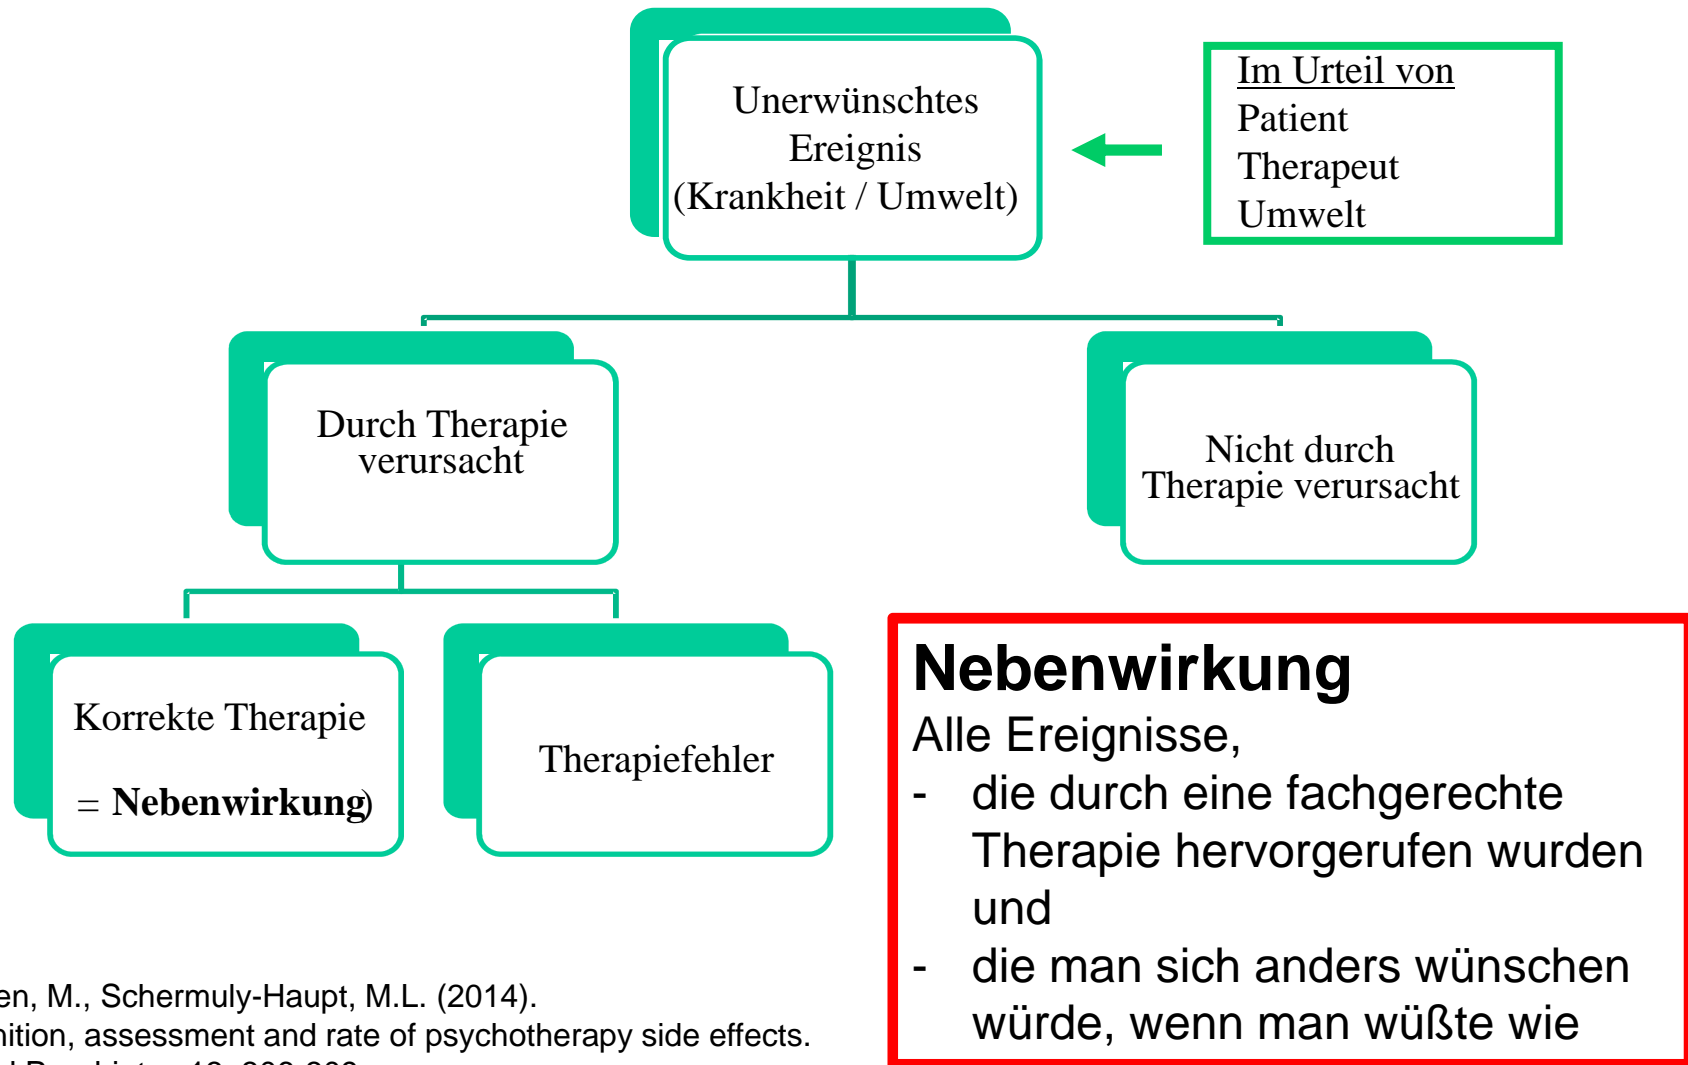 Unerwünschtes
Ereignis
(Krankheit / Umwelt)
Im Urteil von
Patient
Therapeut
Umwelt
Durch Therapie
verursacht
Nicht durch
Therapie verursacht
Korrekte Therapie
= Nebenwirkung)
Therapiefehler
Nebenwirkung
Alle Ereignisse,
- die durch eine fachgerechte
Therapie hervorgerufen wurden
und
- die man sich anders wünschen
würde, wenn man wüßte wie
en, M., Schermuly-Haupt, M.L. (2014).
nition, assessment and rate of psychotherapy side effects.